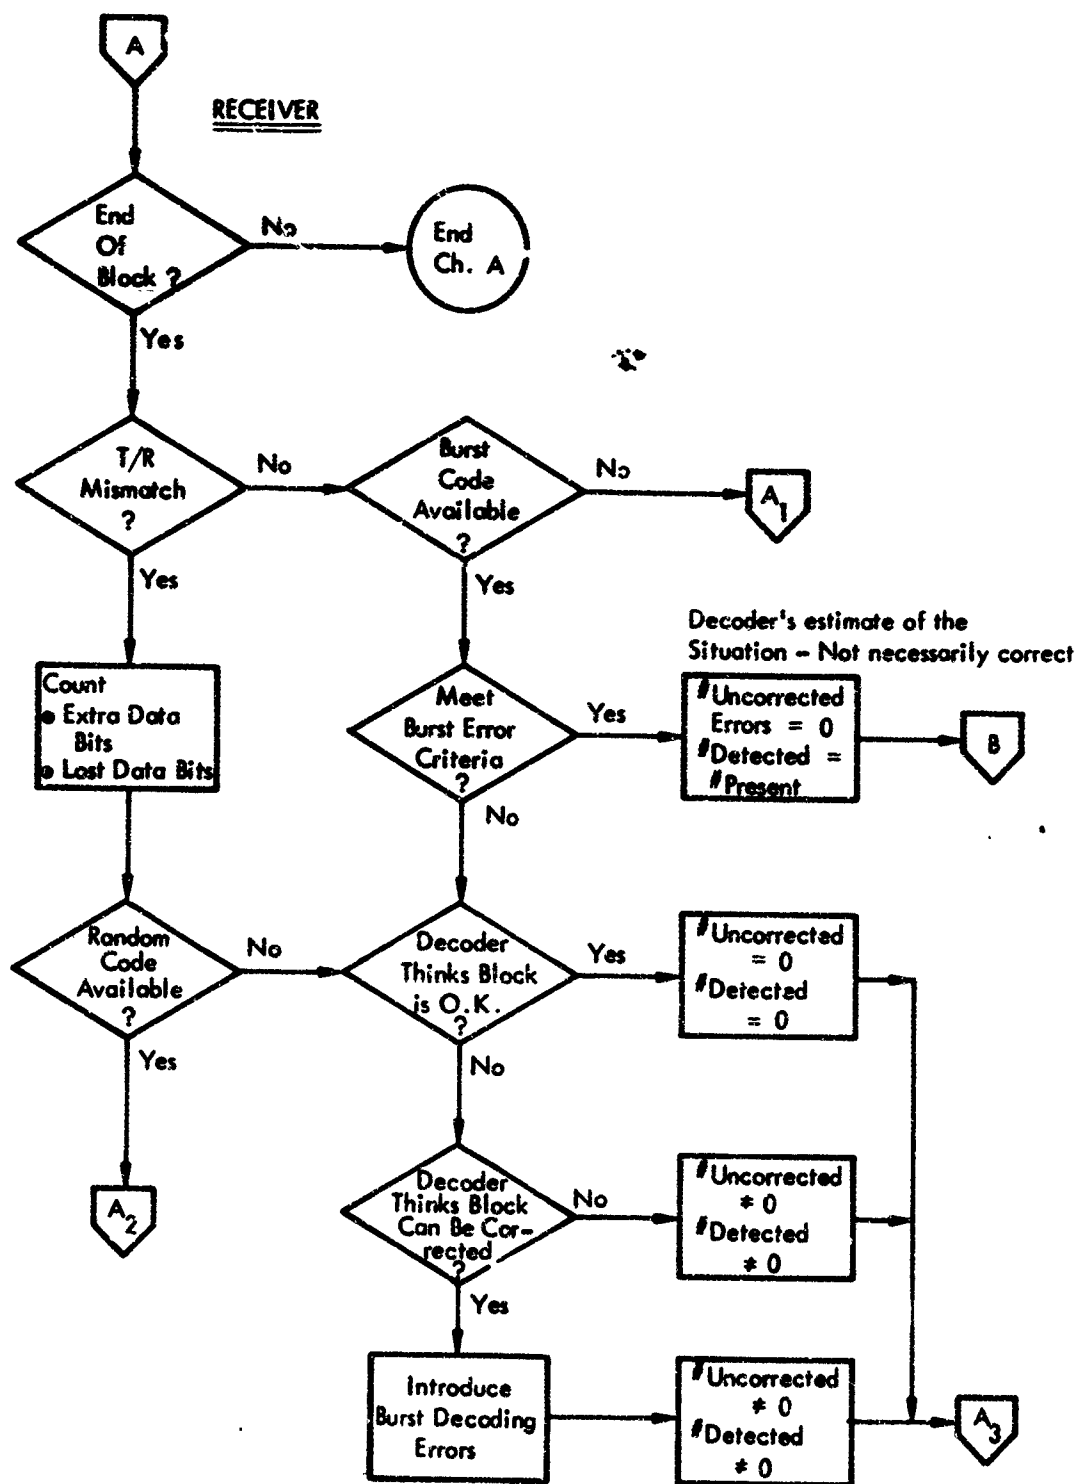 A
RECEIVER
End
Of
Block ?
No
End
Ch. A
Yes
T/R
Mismatch
?
No
Burst
Code
Available
?
No
A1
Yes
Yes
Count
• Extra Data
Bits
• Lost Data Bits
Meet
Burst Error
Criteria
?
Yes
Decoder's estimate of the
Situation - Not necessarily correct
#Uncorrected
Errors = 0
#Detected =
#Present
B
No
Random
Code
Available
?
No
Decoder
Thinks Block
is O.K.
?
Yes
#Uncorrected
= 0
#Detected
= 0
Yes
No
A2
Decoder
Thinks Block
Can Be Cor-
rected
?
No
#Uncorrected
≠ 0
#Detected
≠ 0
Yes
Introduce
Burst Decoding
Errors
#Uncorrected
≠ 0
#Detected
≠ 0
A3